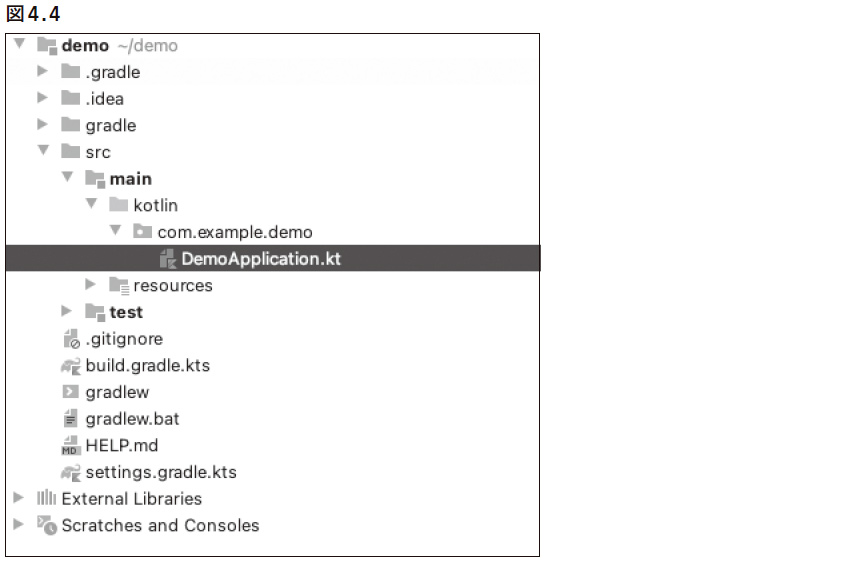 図4.4
demo ~/demo
.gradle
.idea
gradle
src
main
kotlin
com.example.demo
DemoApplication.kt
resources
test
.gitignore
build.gradle.kts
gradlew
gradlew.bat
MD HELP.md
settings.gradle.kts
External Libraries
Scratches and Consoles